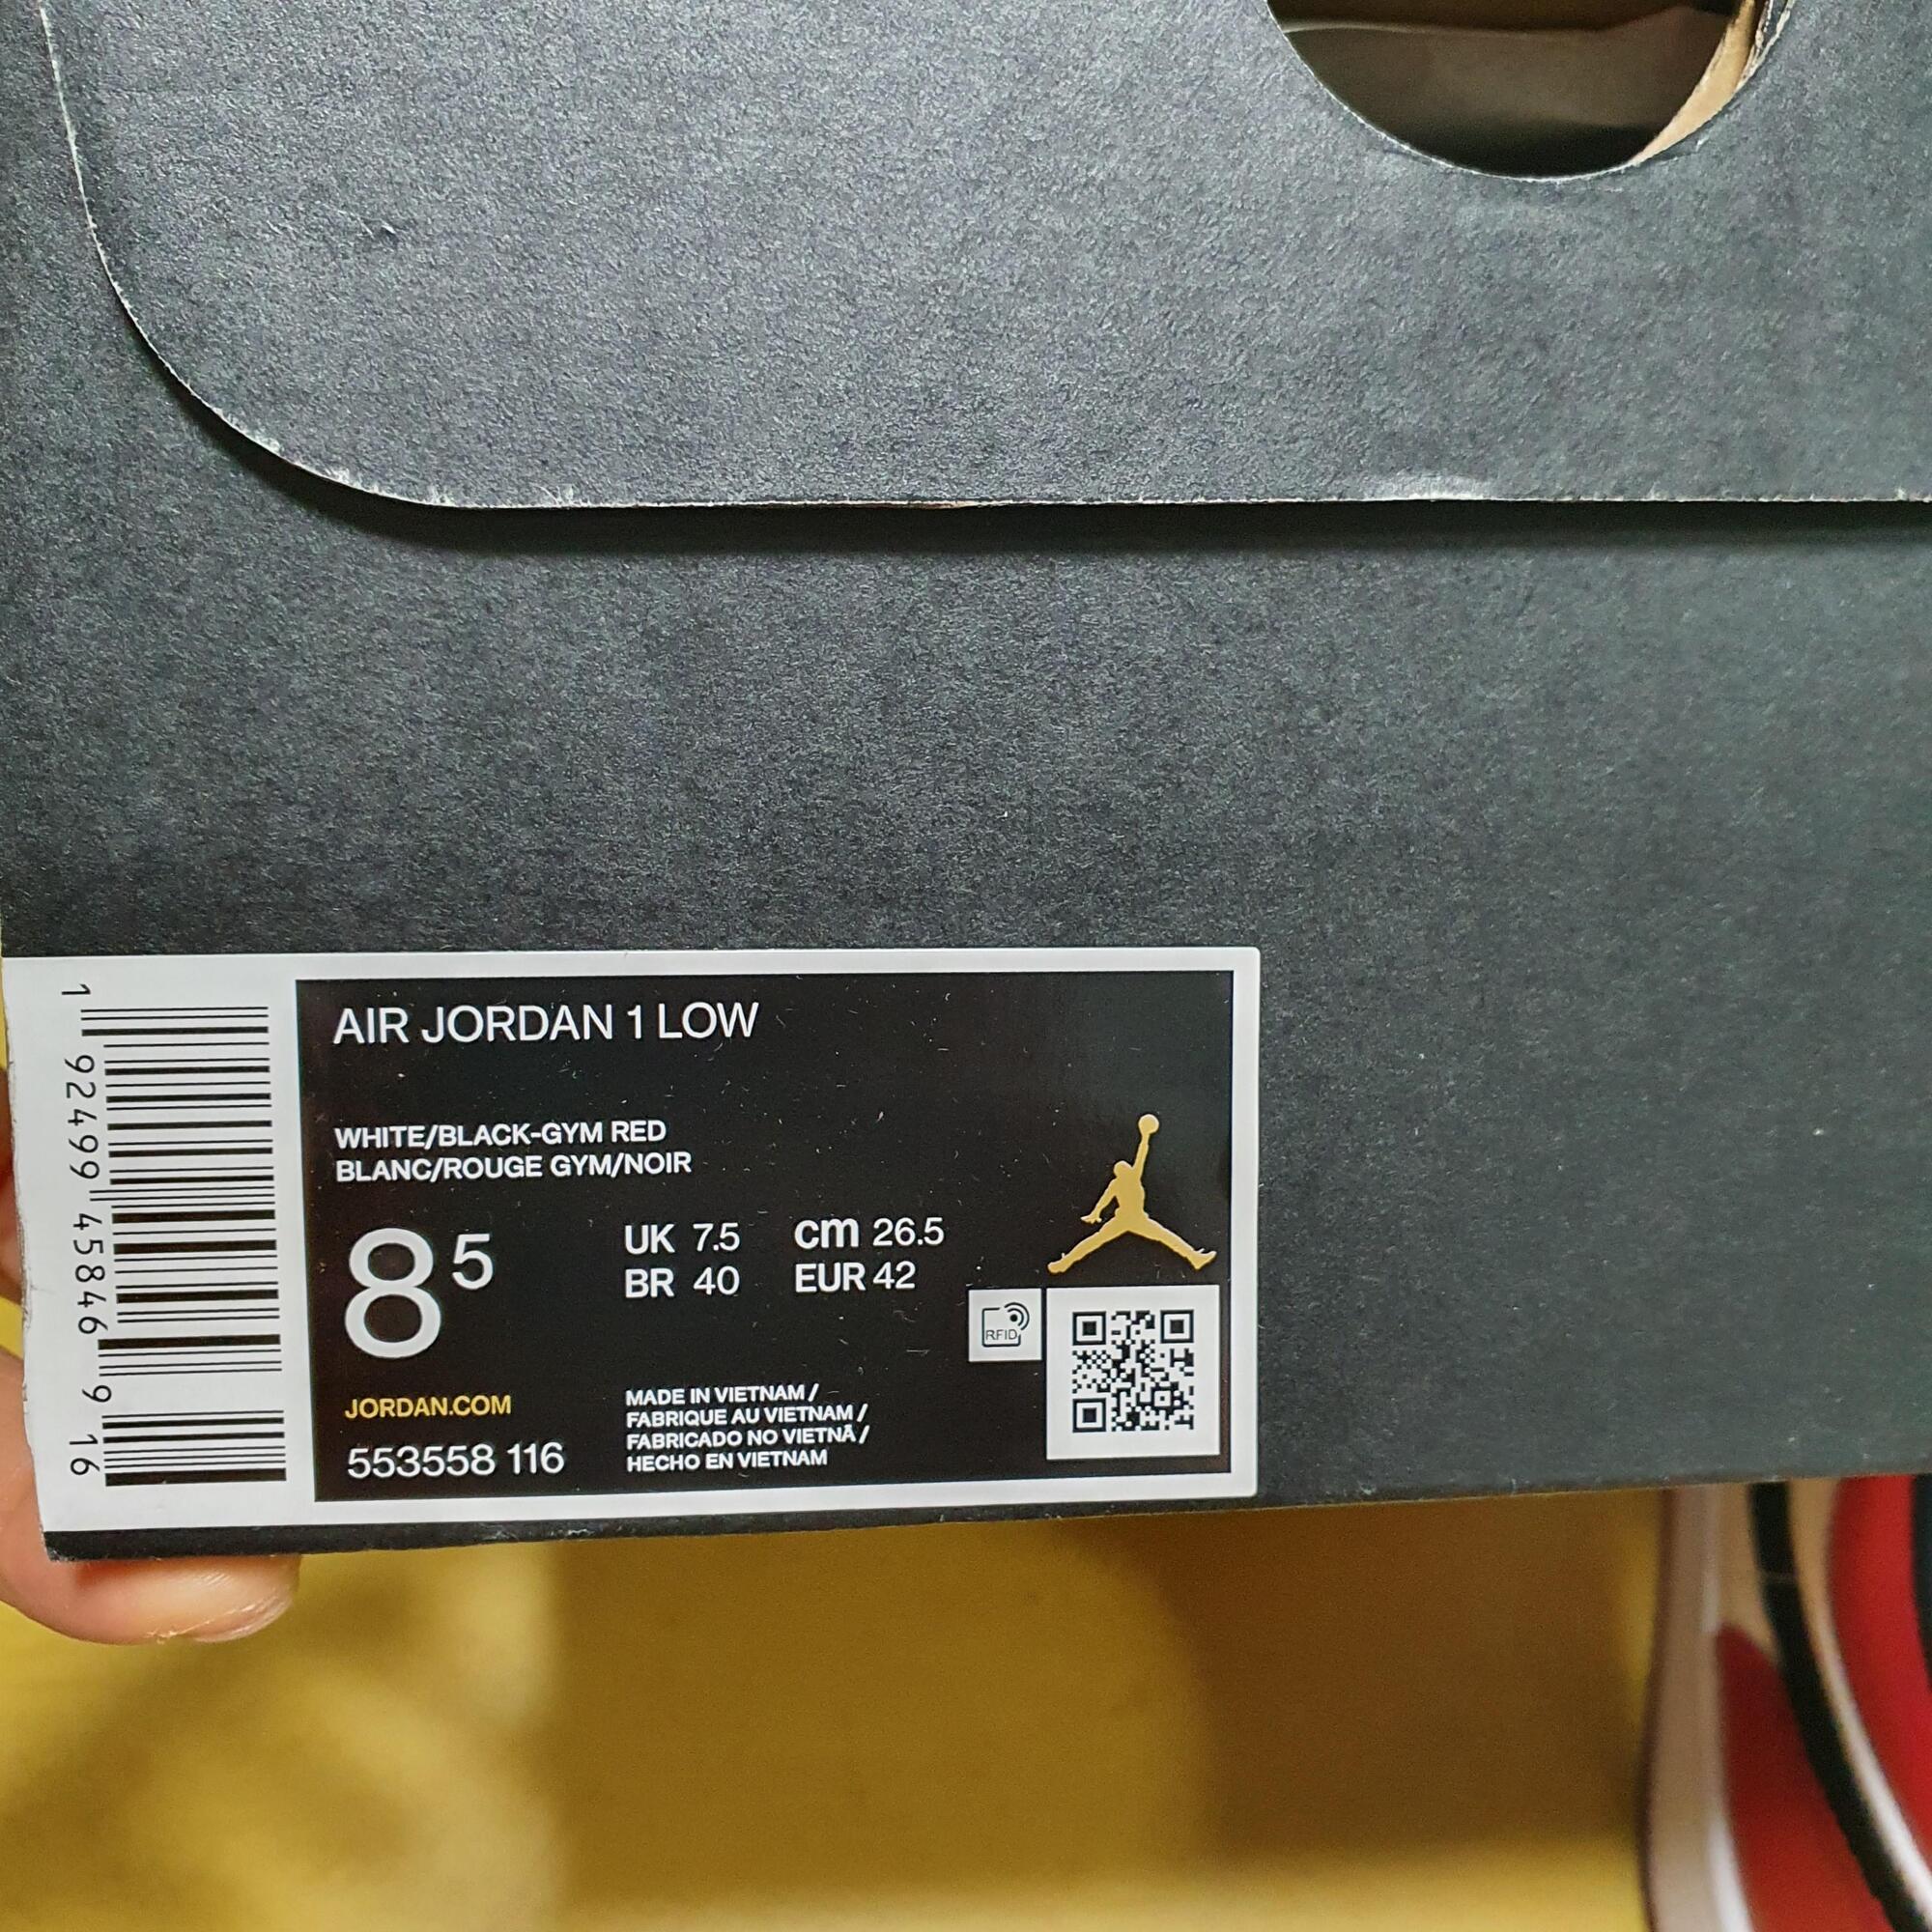 AIR JORDAN 1 LOW
WHITE/BLACK-GYM RED
BLANC/ROUGE GYM/NOIR
8 5
UK 7.5 cm 26.5
BR 40 EUR 42
RFID
JORDAN.COM
553558 116
MADE IN VIETNAM /
FABRIQUE AU VIETNAM /
FABRICADO NO VIETNÃ /
HECHO EN VIETNAM
1 92499 45846 9 16